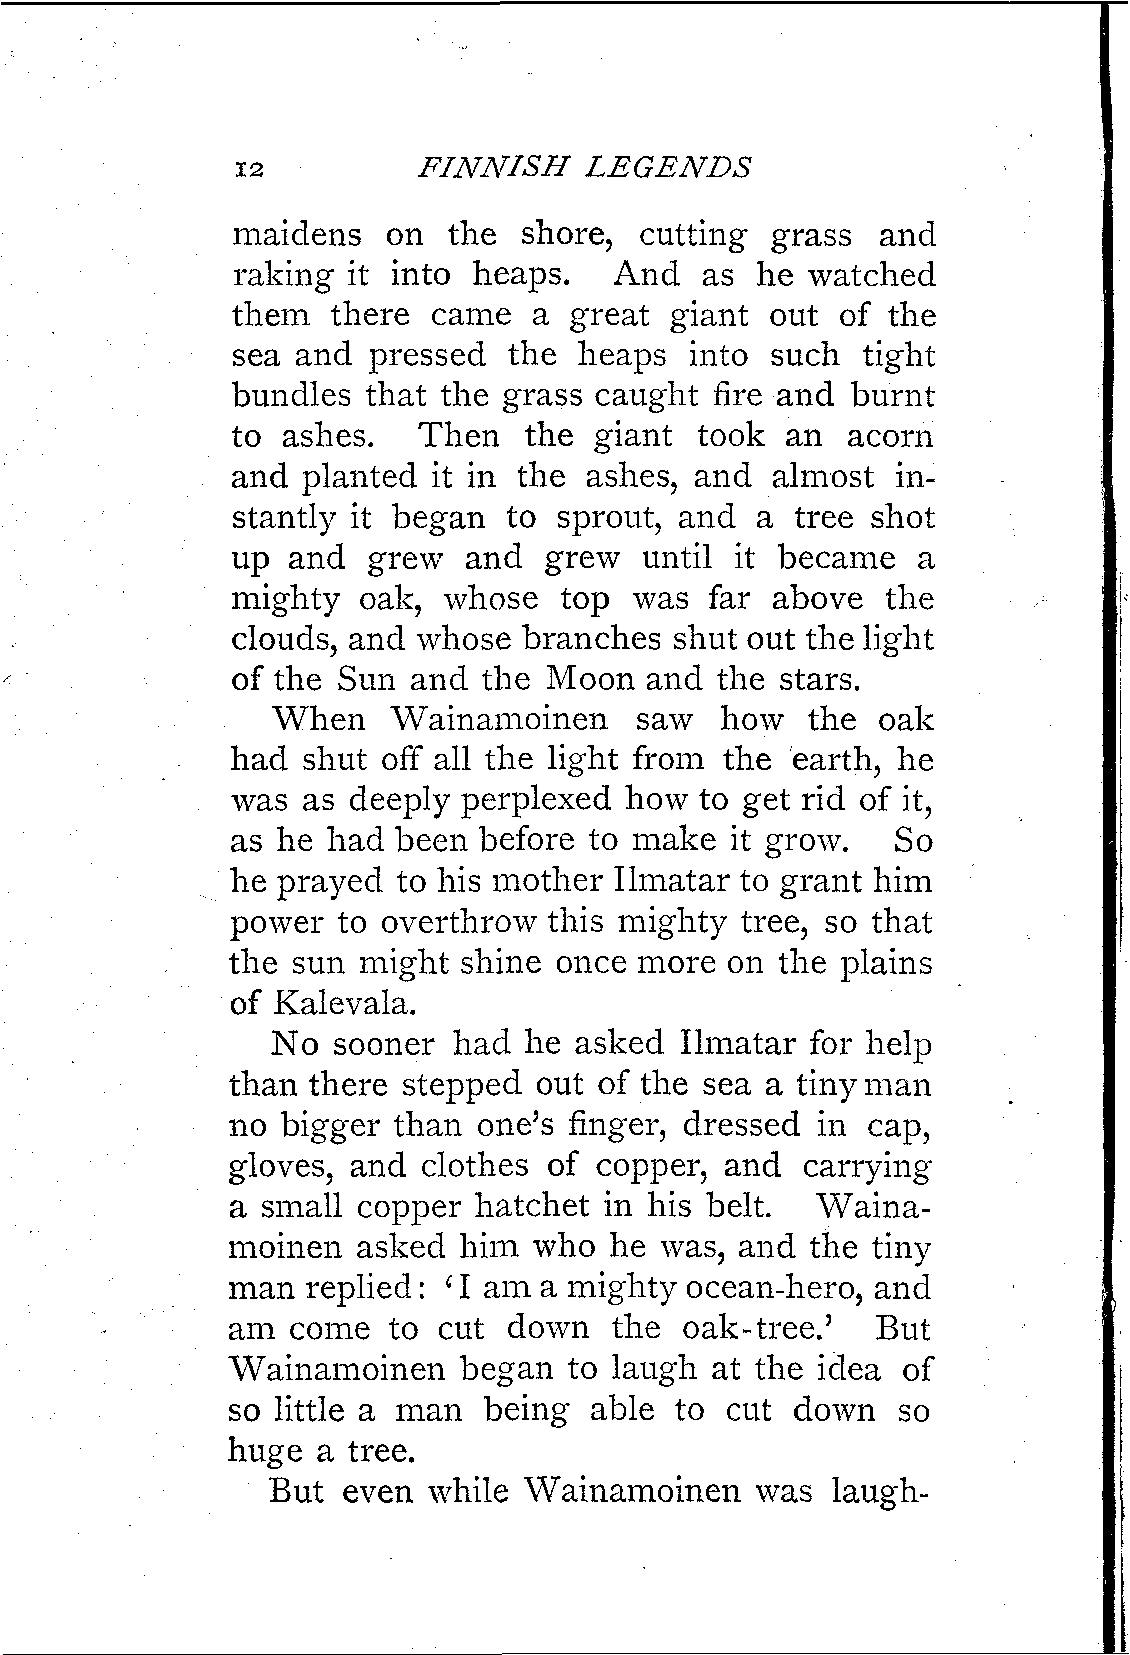 12 FINNISH LEGENDS
maidens on the shore, cutting grass and
raking it into heaps. And as he watched
them there came a great giant out of the
sea and pressed the heaps into such tight
bundles that the grass caught fire and burnt
to ashes. Then the giant took an acorn
and planted it in the ashes, and almost in-
stantly it began to sprout, and a tree shot
up and grew and grew until it became a
mighty oak, whose top was far above the
clouds, and whose branches shut out the light
of the Sun and the Moon and the stars.
When Wainamoinen saw how the oak
had shut off all the light from the earth, he
was as deeply perplexed how to get rid of it,
as he had been before to make it grow. So
he prayed to his mother Ilmatar to grant him
power to overthrow this mighty tree, so that
the sun might shine once more on the plains
of Kalevala.
No sooner had he asked Ilmatar for help
than there stepped out of the sea a tiny man
no bigger than one's finger, dressed in cap,
gloves, and clothes of copper, and carrying
a small copper hatchet in his belt. Waina-
moinen asked him who he was, and the tiny
man replied: ‘I am a mighty ocean-hero, and
am come to cut down the oak-tree.’ But
Wainamoinen began to laugh at the idea of
so little a man being able to cut down so
huge a tree.
But even while Wainamoinen was laugh-